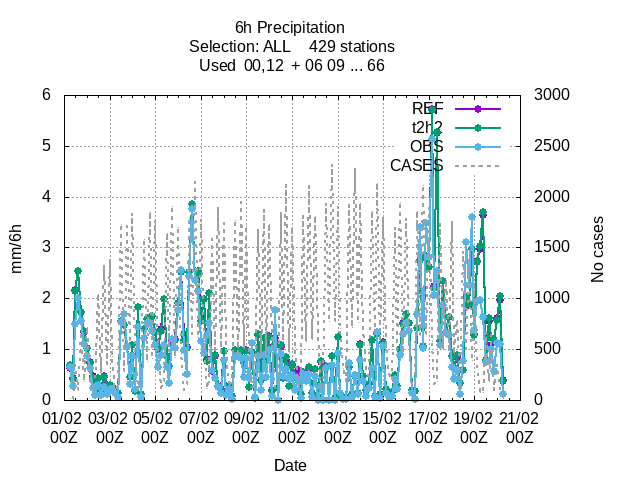 6h Precipitation
Selection: ALL 429 stations
Used 00,12 + 06 09 ... 66
mm/6h
6
5
4
3
2
1
0
3000
2500
2000
1500
1000
500
0
No cases
REF
t2h2
OBS
CASES
01/02 03/02 05/02 07/02 09/02 11/02 13/02 15/02 17/02 19/02 21/02
00Z 00Z 00Z 00Z 00Z 00Z 00Z 00Z 00Z 00Z 00Z
Date